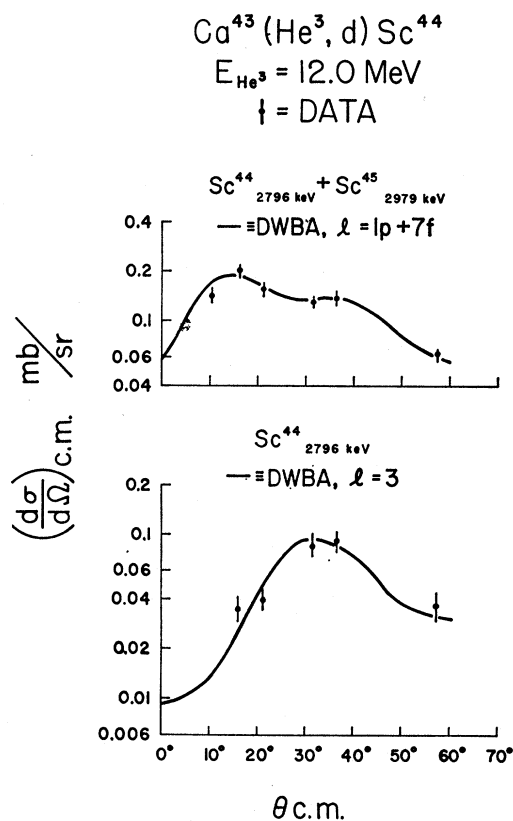 Ca⁴³ (He³, d) Sc⁴⁴
E_He³ = 12.0 MeV
= DATA
Sc⁴⁴ 2796 keV + Sc⁴⁵ 2979 keV
— ≡DWBA, ℓ = 1p +7f
0.4
0.2
0.1
0.06
0.04
Sc⁴⁴ 2796 keV
— ≡DWBA, ℓ = 3
0.2
0.1
0.06
0.04
0.02
0.01
0.006
0° 10° 20° 30° 40° 50° 60° 70°
θ c.m.
(dσ/dΩ) c.m. mb/sr